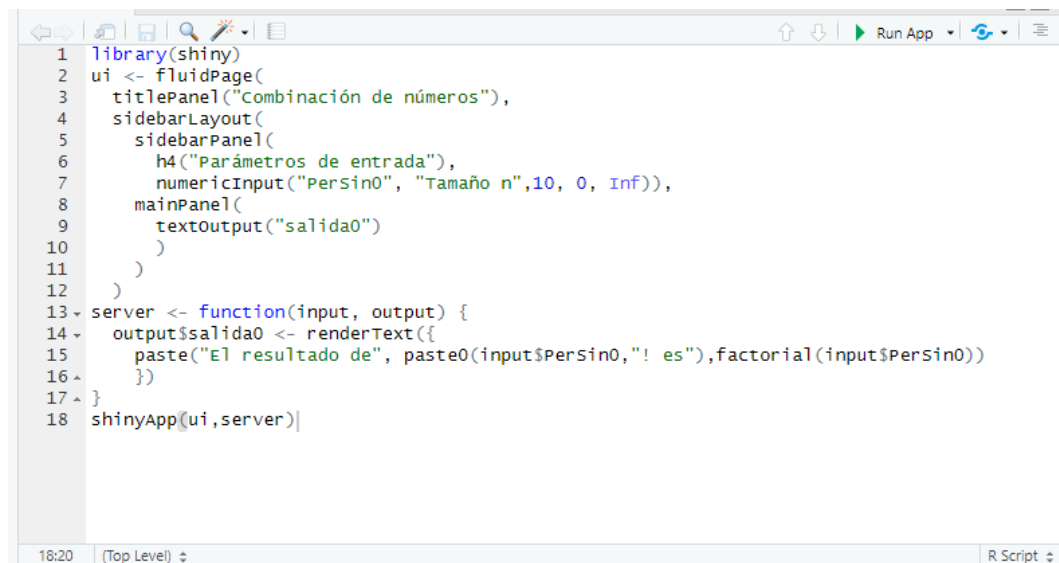 Run App
1 library(shiny)
2 ui <- fluidPage(
3   titlePanel("Combinación de números"),
4   sidebarLayout(
5     sidebarPanel(
6       h4("Parámetros de entrada"),
7       numericInput("PerSin0", "Tamaño n",10, 0, Inf)),
8     mainPanel(
9       textOutput("salida0")
10       )
11     )
12   )
13 server <- function(input, output) {
14   output$salida0 <- renderText({
15     paste("El resultado de", paste0(input$PerSin0,"! es"),factorial(input$PerSin0))
16     })
17 }
18 shinyApp(ui,server)
18:20 (Top Level) R Script